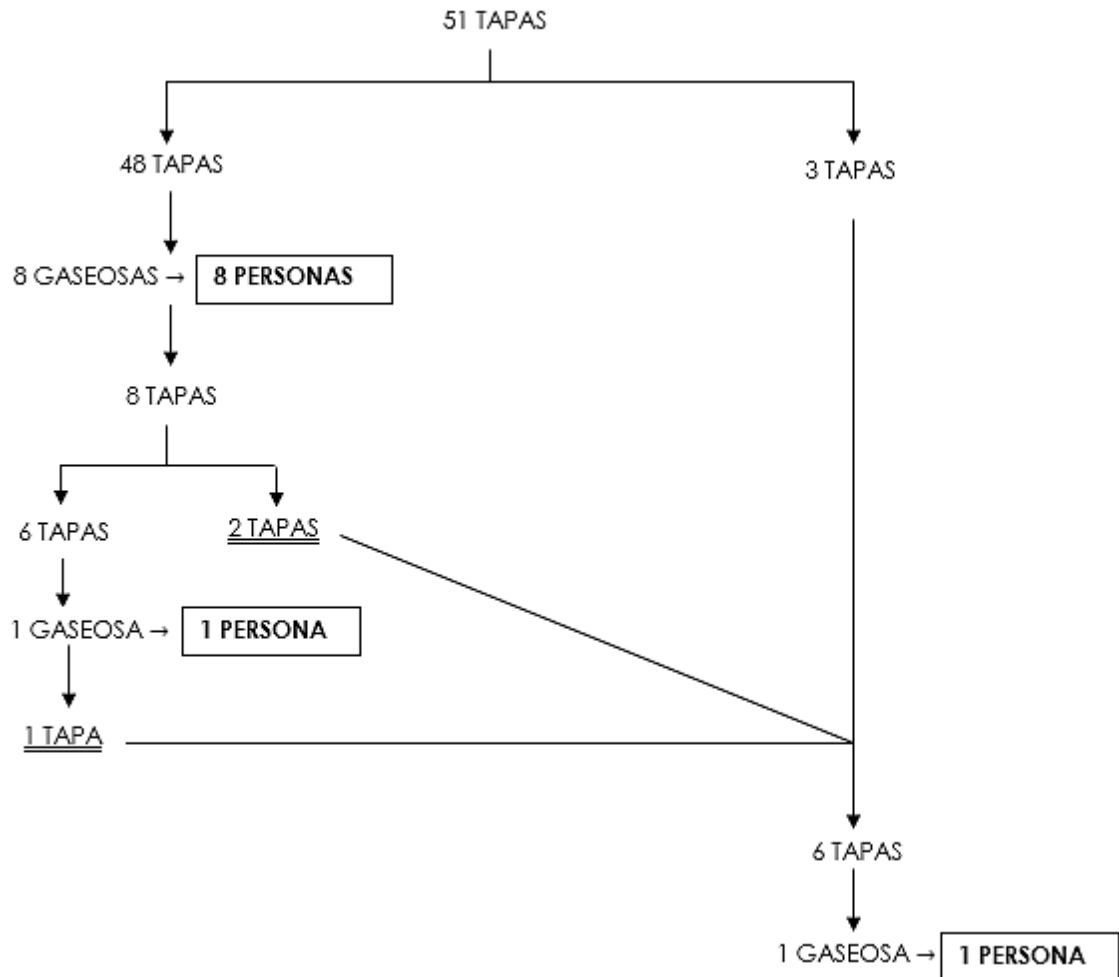 51 TAPAS
48 TAPAS
3 TAPAS
8 GASEOSAS → 8 PERSONAS
8 TAPAS
6 TAPAS
2 TAPAS
1 GASEOSA → 1 PERSONA
1 TAPA
6 TAPAS
1 GASEOSA → 1 PERSONA